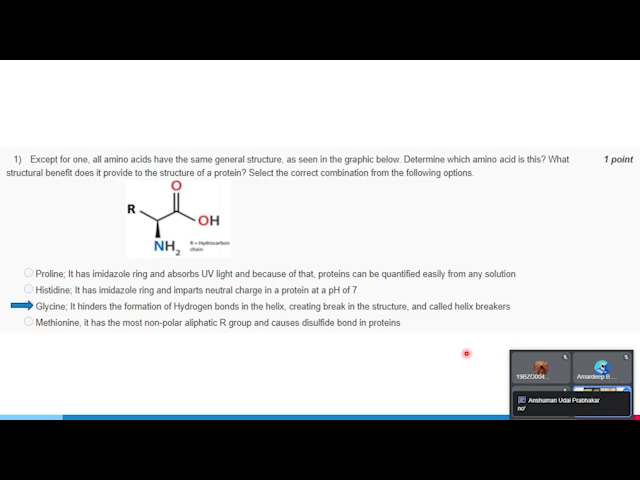 1) Except for one, all amino acids have the same general structure, as seen in the graphic below. Determine which amino acid is this? What 1 point
structural benefit does it provide to the structure of a protein? Select the correct combination from the following options.
O
R
OH
NH2
R = Hydrocarbon
chain
Proline; It has imidazole ring and absorbs UV light and because of that, proteins can be quantified easily from any solution
Histidine; It has imidazole ring and imparts neutral charge in a protein at a pH of 7
Glycine; It hinders the formation of Hydrogen bonds in the helix, creating break in the structure, and called helix breakers
Methionine, it has the most non-polar aliphatic R group and causes disulfide bond in proteins
19BZO004... Amardeep B...
Anshuman Udai Prabhakar
no'